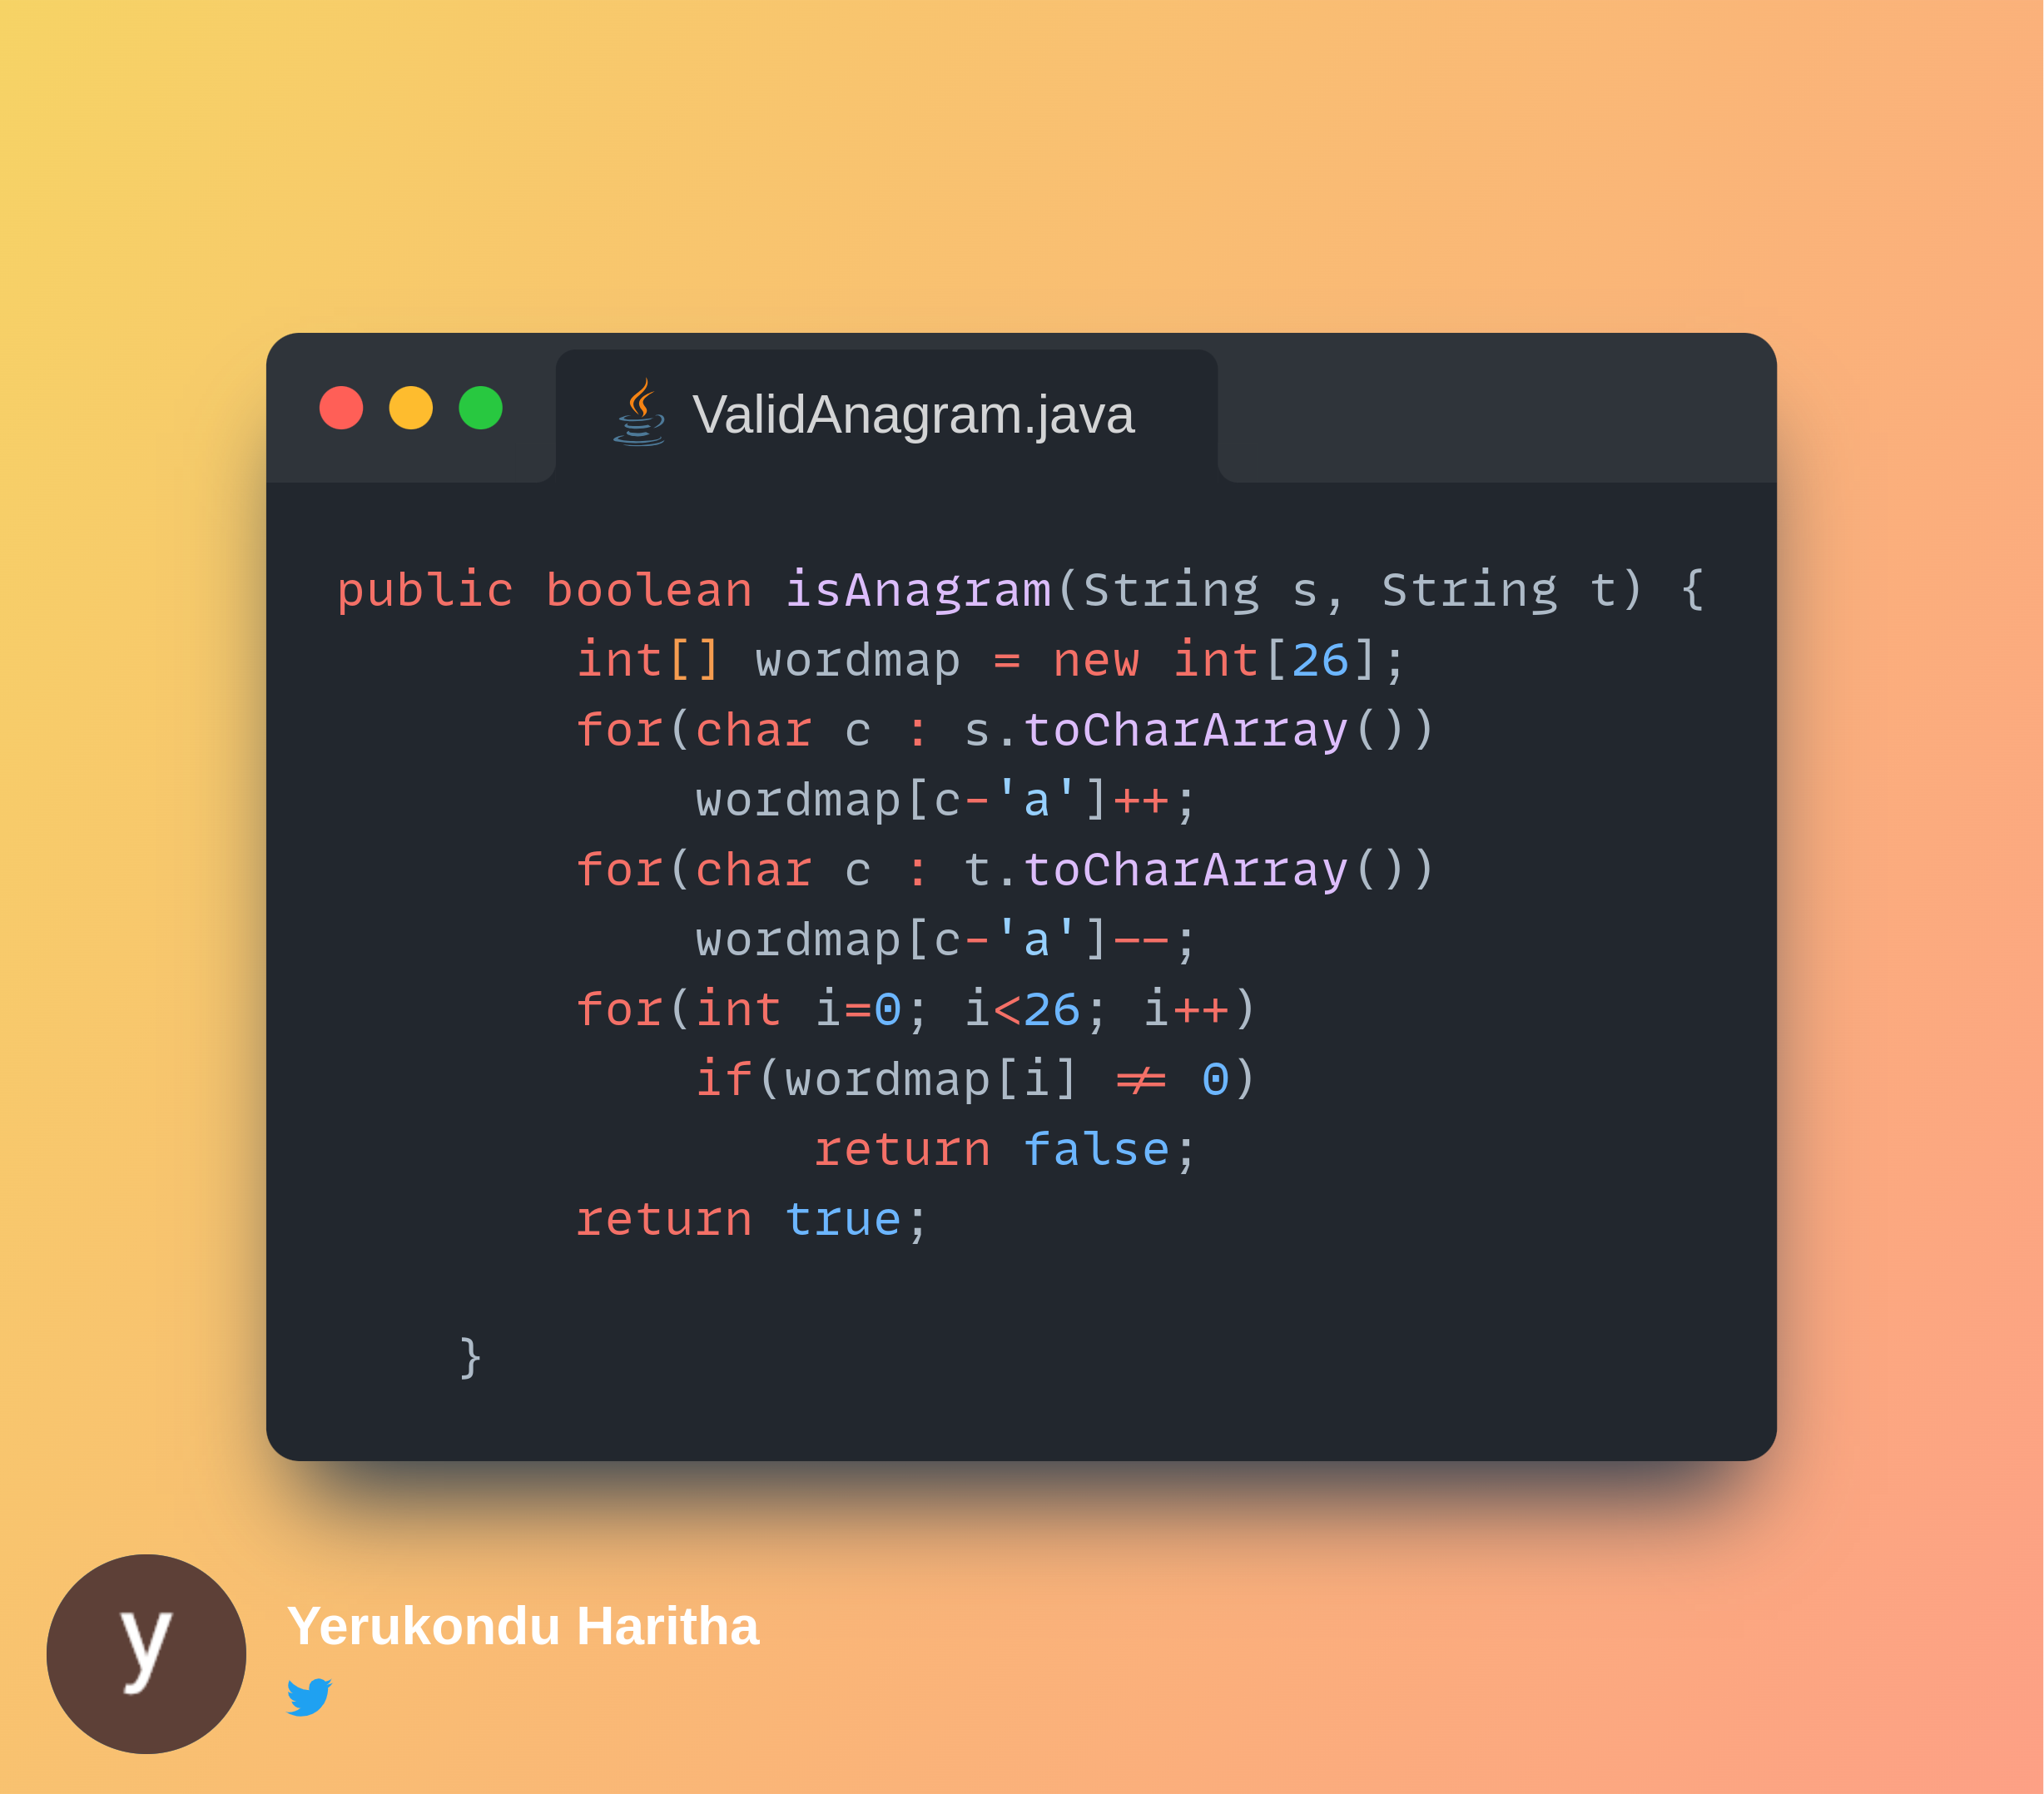 ValidAnagram.java
public boolean isAnagram(String s, String t) {
        int[] wordmap = new int[26];
        for(char c : s.toCharArray())
            wordmap[c-'a']++;
        for(char c : t.toCharArray())
            wordmap[c-'a']--;
        for(int i=0; i<26; i++)
            if(wordmap[i] != 0)
                return false;
        return true;
    }
y
Yerukondu Haritha